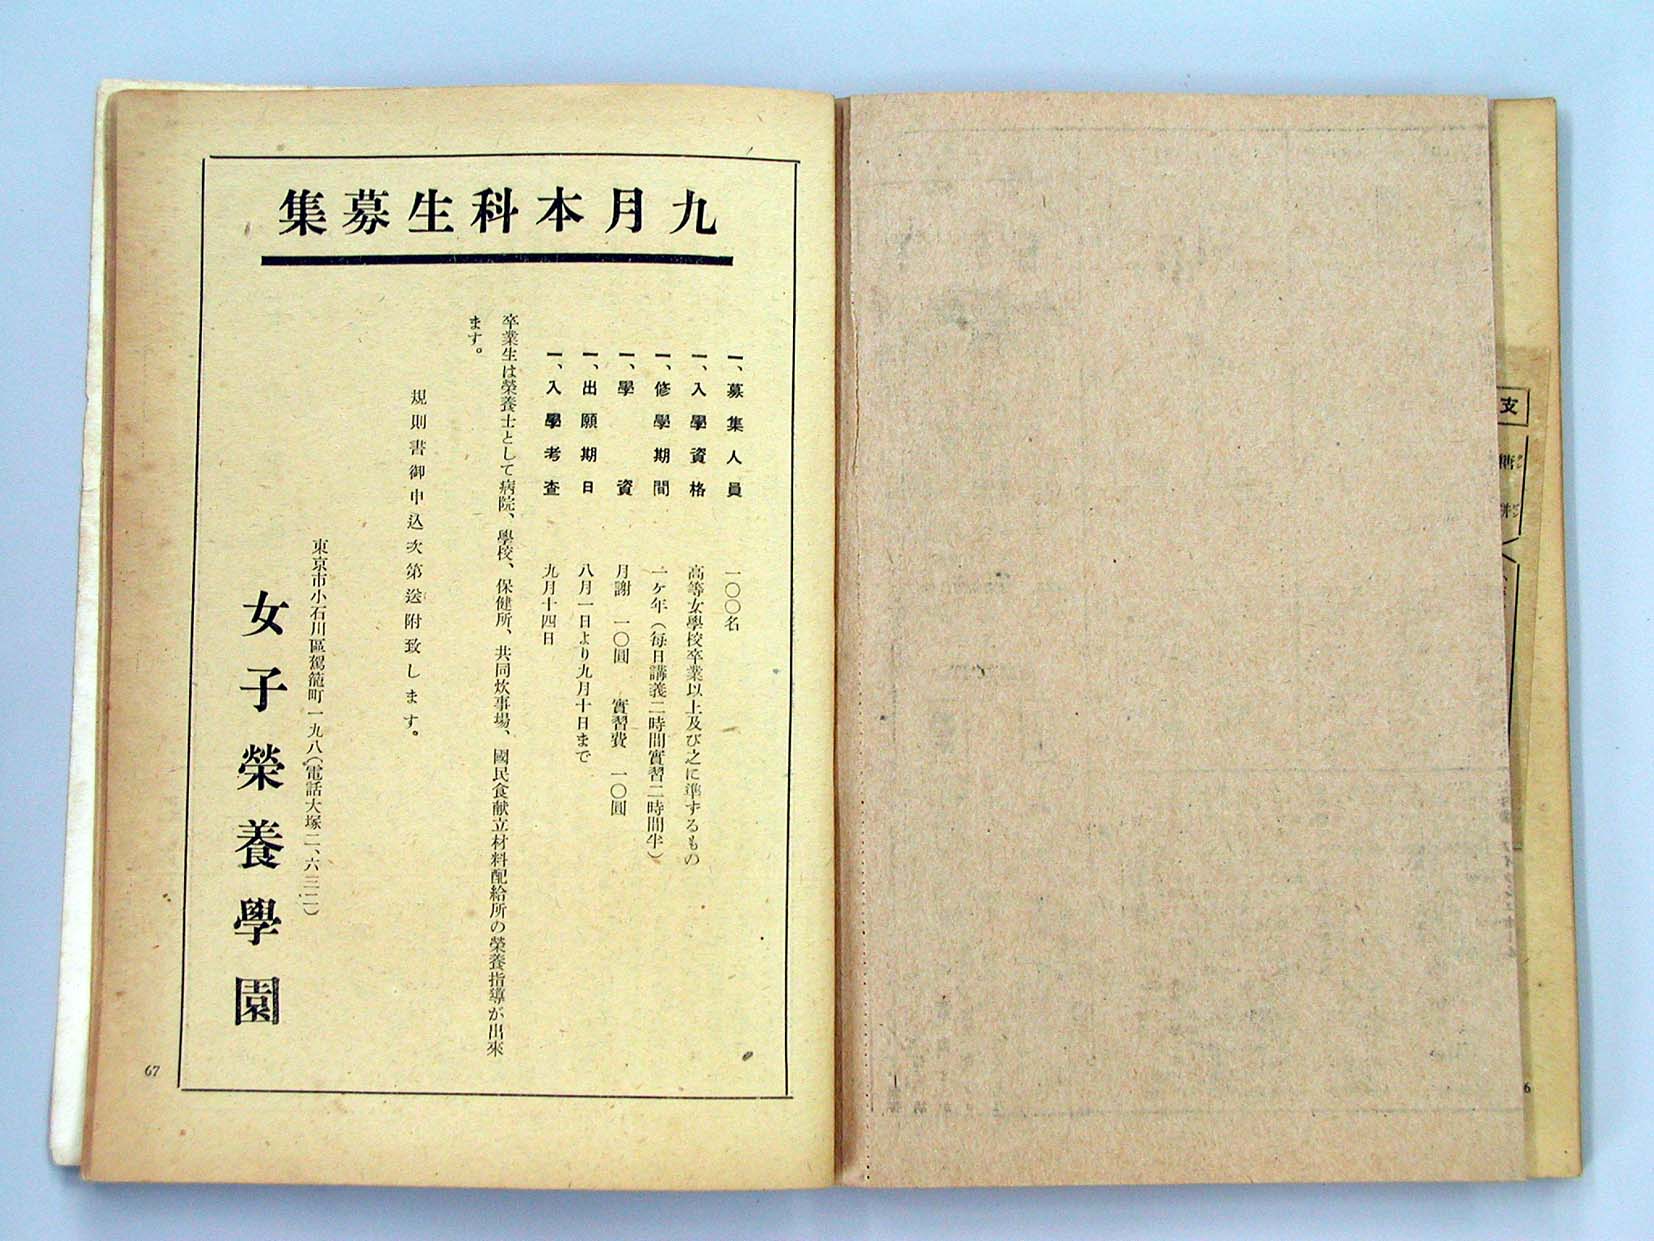 支
九月本科生募集
一、募集人員　一〇〇名
一、入學資格　高等女學校卒業以上及び之に準ずるもの
一、修學期間　一ヶ年（每日講義二時間實習二時間半）
一、學資　月謝　一〇圓　實習費　一〇圓
一、出願期日　八月一日より九月十日まで
一、入學考查　九月十四日
卒業生は榮養士として病院、學校、保健所、共同炊事場、國民食献立材料配給所の榮養指導が出來
ます。
規則書御申込次第送附致します。
東京市小石川區駕籠町一九八（電話大塚二、六三二）
女子榮養學園
67